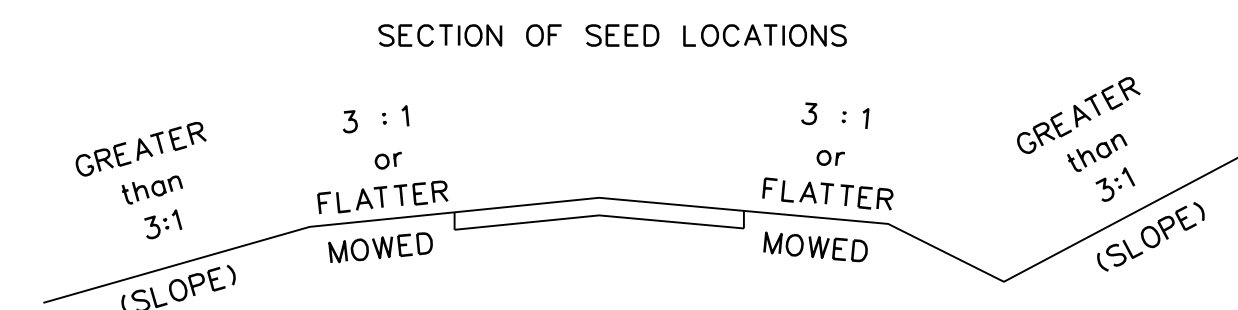 SECTION OF SEED LOCATIONS
GREATER
than
3:1
(SLOPE)
3 : 1
or
FLATTER
MOWED
3 : 1
or
FLATTER
MOWED
GREATER
than
3:1
(SLOPE)